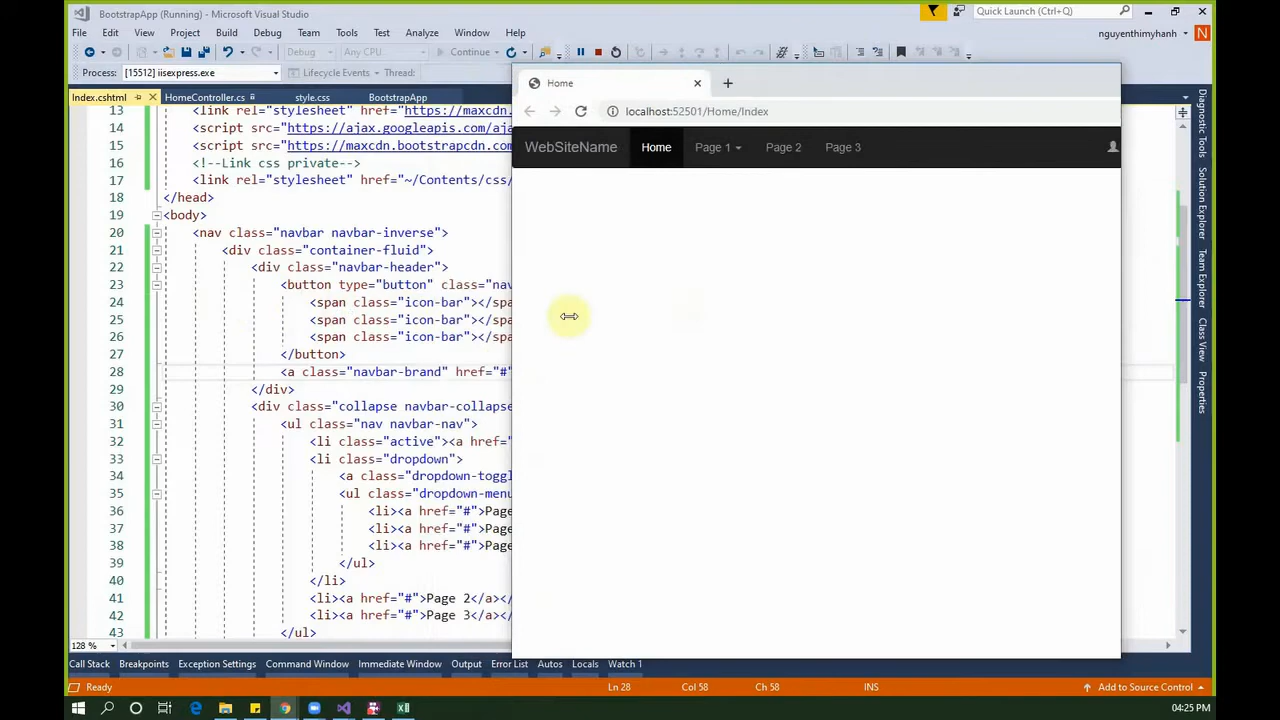 BootstrapApp (Running) - Microsoft Visual Studio
Quick Launch (Ctrl+Q)
File Edit View Project Build Debug Team Tools Test Analyze Window Help
nguyenthimyhanh N
Debug Any CPU Continue
Process: [15512] iisexpress.exe Lifecycle Events Thread:
Home
Index.cshtml HomeController.cs style.css BootstrapApp
localhost:52501/Home/Index
WebSiteName Home Page 1 Page 2 Page 3
13 <link rel="stylesheet" href="https://maxcdn.
14 <script src="https://ajax.googleapis.com/aj
15 <script src="https://maxcdn.bootstrapcdn.com
16 <!--Link css private-->
17 <link rel="stylesheet" href="~/Contents/css/
18 </head>
19 <body>
20 <nav class="navbar navbar-inverse">
21 <div class="container-fluid">
22 <div class="navbar-header">
23 <button type="button" class="nav
24 <span class="icon-bar"></spa
25 <span class="icon-bar"></spa
26 <span class="icon-bar"></spa
27 </button>
28 <a class="navbar-brand" href="#"
29 </div>
30 <div class="collapse navbar-collapse
31 <ul class="nav navbar-nav">
32 <li class="active"><a href="
33 <li class="dropdown">
34 <a class="dropdown-toggl
35 <ul class="dropdown-menu
36 <li><a href="#">Page
37 <li><a href="#">Page
38 <li><a href="#">Page
39 </ul>
40 </li>
41 <li><a href="#">Page 2</a></
42 <li><a href="#">Page 3</a></
43 </ul>
128 %
Diagnostic Tools
Solution Explorer
Team Explorer
Class View
Properties
Call Stack Breakpoints Exception Settings Command Window Immediate Window Output Error List Autos Locals Watch 1
Ready Ln 28 Col 58 Ch 58 INS Add to Source Control
04:25 PM